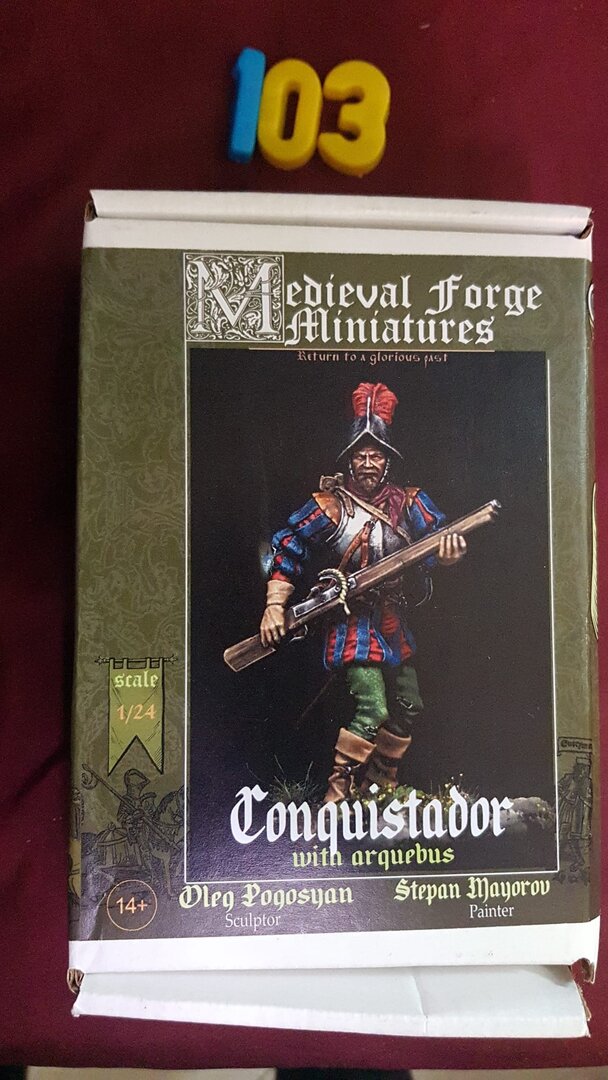 103
Medieval Forge
Miniatures
Return to a glorious past
scale
1/24
Conquistador
with arquebus
14+
Oleg Pogosyan
Sculptor
Stepan Mayorov
Painter